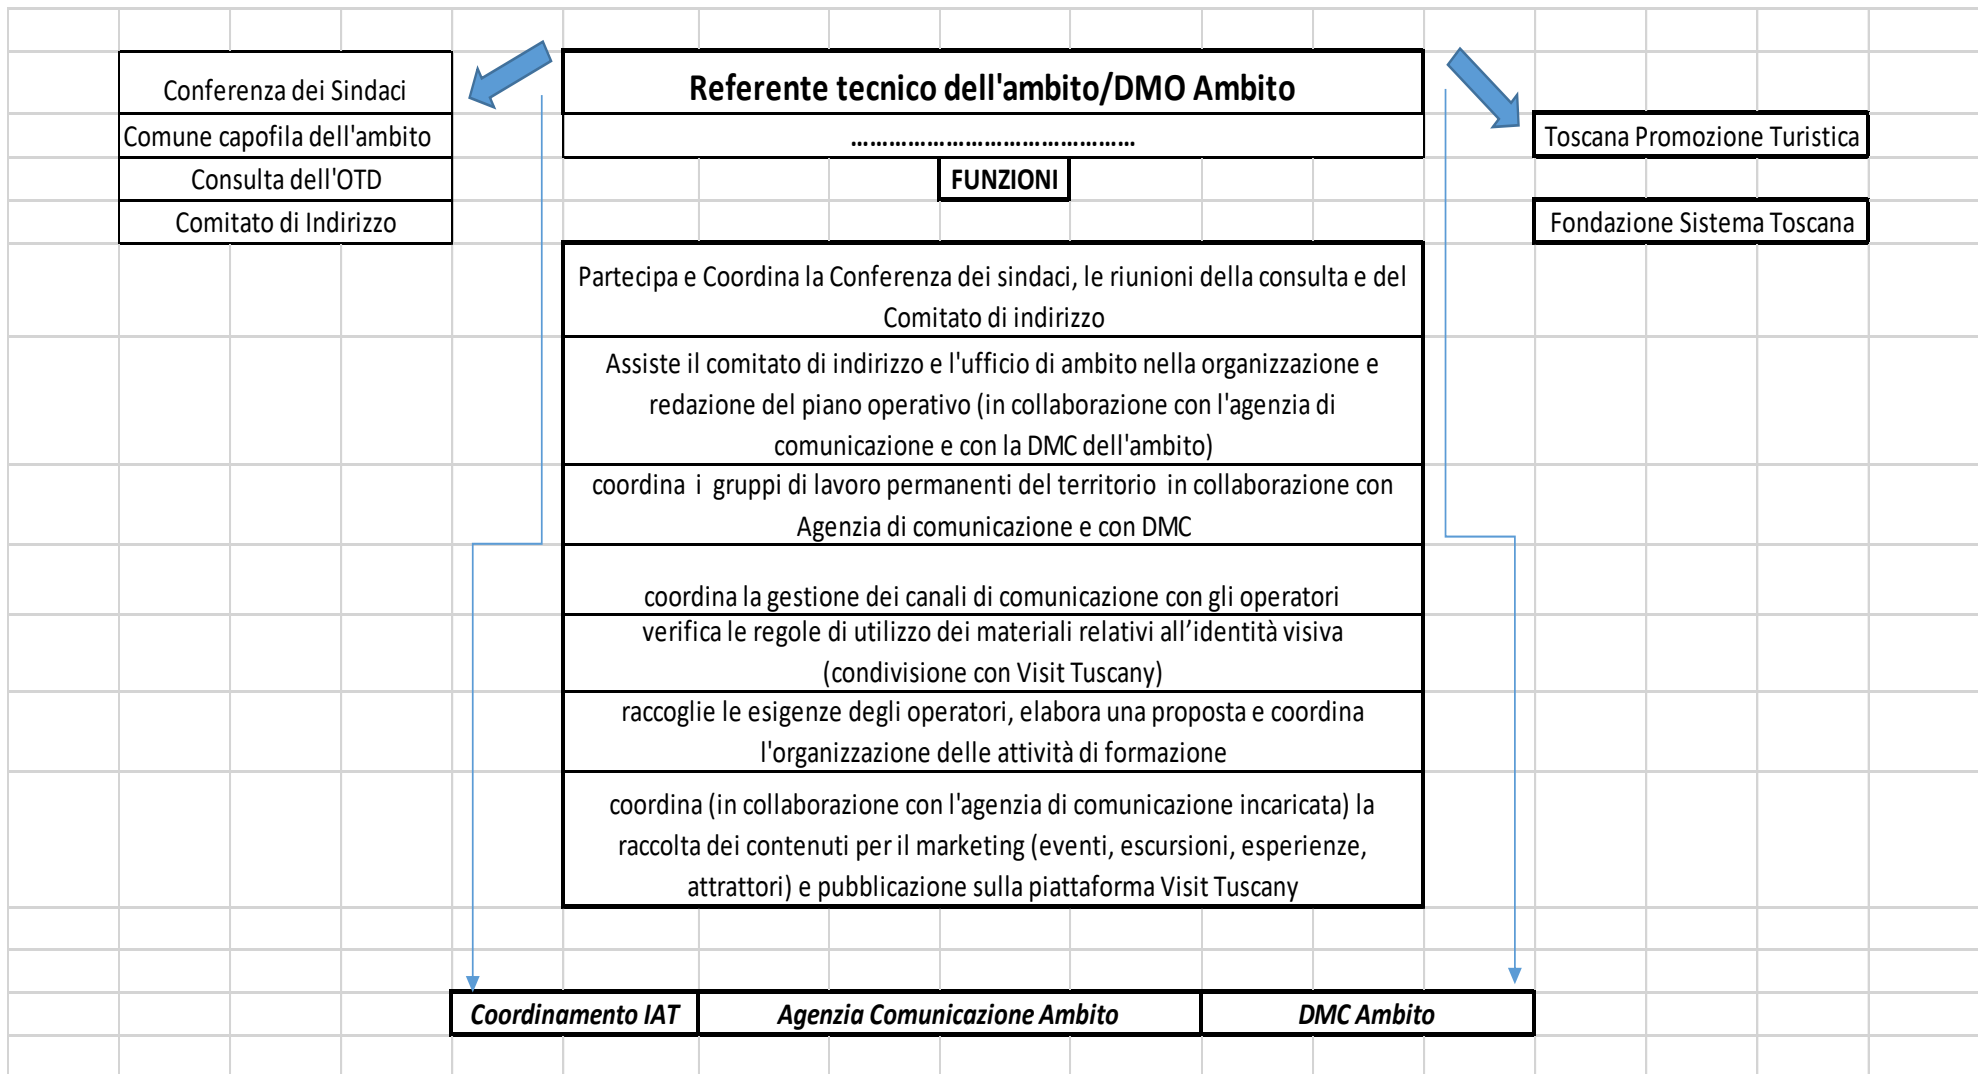 Referente tecnico dell'ambito/DMO Ambito
Conferenza dei Sindaci
Comune capofila dell'ambito
……………………………………
Toscana Promozione Turistica
Consulta dell'OTD
FUNZIONI
Comitato di Indirizzo
Fondazione Sistema Toscana
Partecipa e Coordina la Conferenza dei sindaci, le riunioni della consulta e del
Comitato di indirizzo
Assiste il comitato di indirizzo e l'ufficio di ambito nella organizzazione e
redazione del piano operativo (in collaborazione con l'agenzia di
comunicazione e con la DMC dell'ambito)
coordina i gruppi di lavoro permanenti del territorio in collaborazione con
Agenzia di comunicazione e con DMC
coordina la gestione dei canali di comunicazione con gli operatori
verifica le regole di utilizzo dei materiali relativi all’identità visiva
(condivisione con Visit Tuscany)
raccoglie le esigenze degli operatori, elabora una proposta e coordina
l'organizzazione delle attività di formazione
coordina (in collaborazione con l'agenzia di comunicazione incaricata) la
raccolta dei contenuti per il marketing (eventi, escursioni, esperienze,
attrattori) e pubblicazione sulla piattaforma Visit Tuscany
Coordinamento IAT
Agenzia Comunicazione Ambito
DMC Ambito